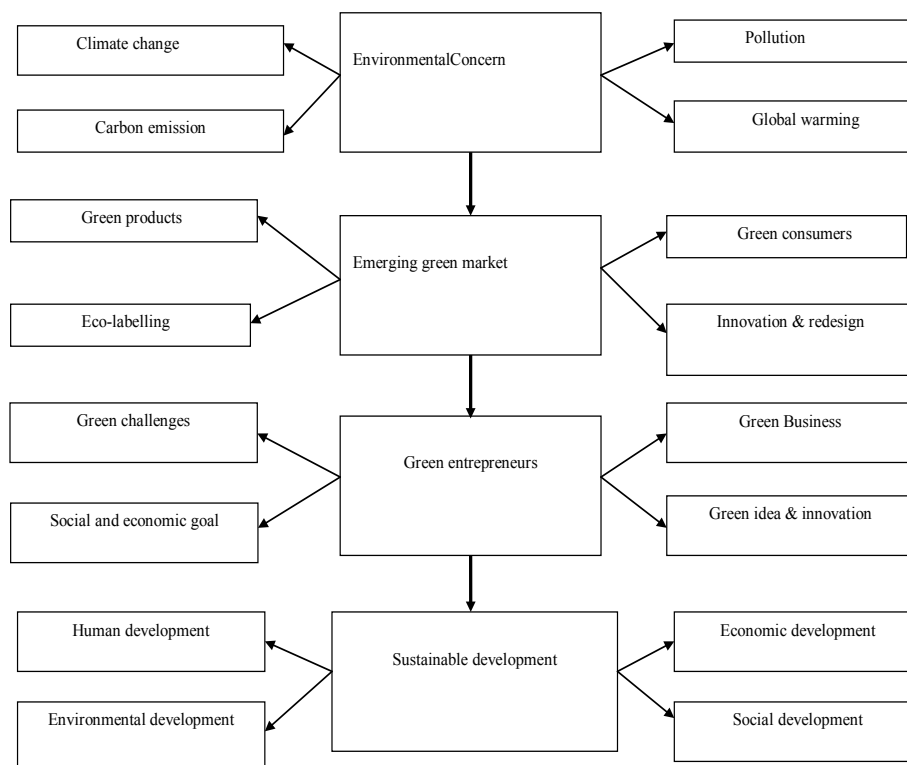 Climate change
EnvironmentalConcern
Pollution
Carbon emission
Global warming
Green products
Emerging green market
Green consumers
Eco-labelling
Innovation & redesign
Green challenges
Green entrepreneurs
Green Business
Social and economic goal
Green idea & innovation
Human development
Sustainable development
Economic development
Environmental development
Social development